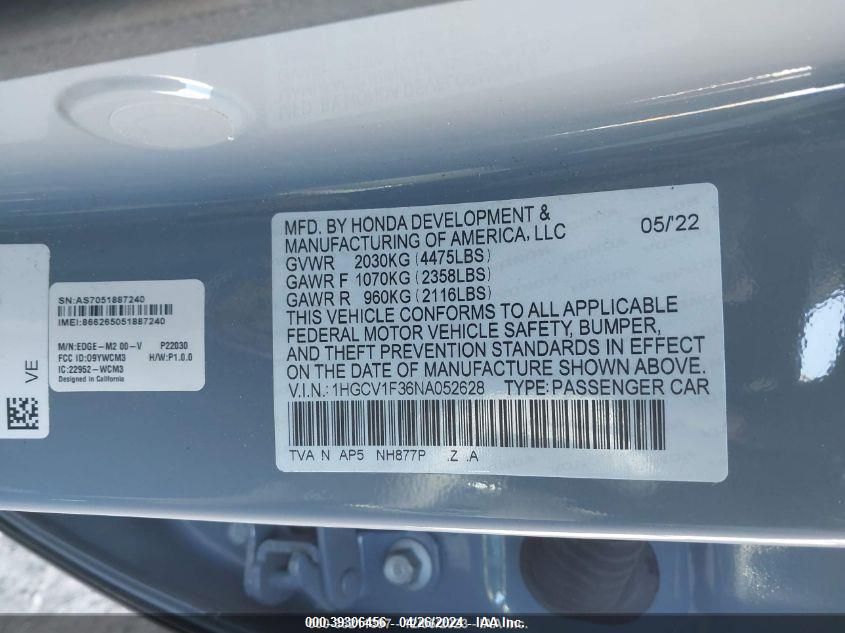 MFD. BY HONDA DEVELOPMENT &
MANUFACTURING OF AMERICA, LLC
05/'22
GVWR 2030KG (4475LBS)
GAWR F 1070KG (2358LBS)
GAWR R 960KG (2116LBS)
THIS VEHICLE CONFORMS TO ALL APPLICABLE
FEDERAL MOTOR VEHICLE SAFETY, BUMPER,
AND THEFT PREVENTION STANDARDS IN EFFECT
ON THE DATE OF MANUFACTURE SHOWN ABOVE.
V.I.N.: 1HGCV1F36NA052628 TYPE: PASSENGER CAR
TVA N AP5 NH877P .Z .A
SN:AS7051887240
IMEI:866265051887240
M/N:EDGE-M2 00-V P22030
FCC ID:O9YWCM3 H/W:P1.0.0
IC:22952-WCM3
Designed in California
VE
000-39306456 - 04/26/2024 - IAA Inc.